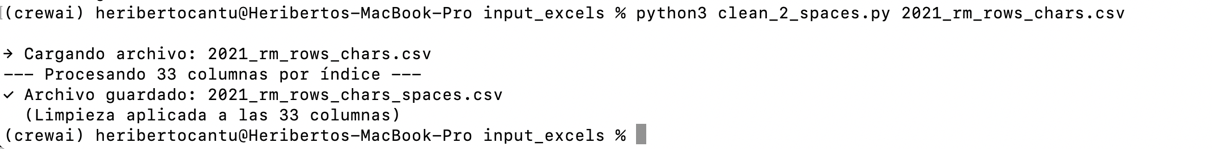 (crewai) heribertocantu@Heribertos-MacBook-Pro input_excels % python3 clean_2_spaces.py 2021_rm_rows_chars.csv
→ Cargando archivo: 2021_rm_rows_chars.csv
--- Procesando 33 columnas por índice ---
✓ Archivo guardado: 2021_rm_rows_chars_spaces.csv
(Limpieza aplicada a las 33 columnas)
(crewai) heribertocantu@Heribertos-MacBook-Pro input_excels %